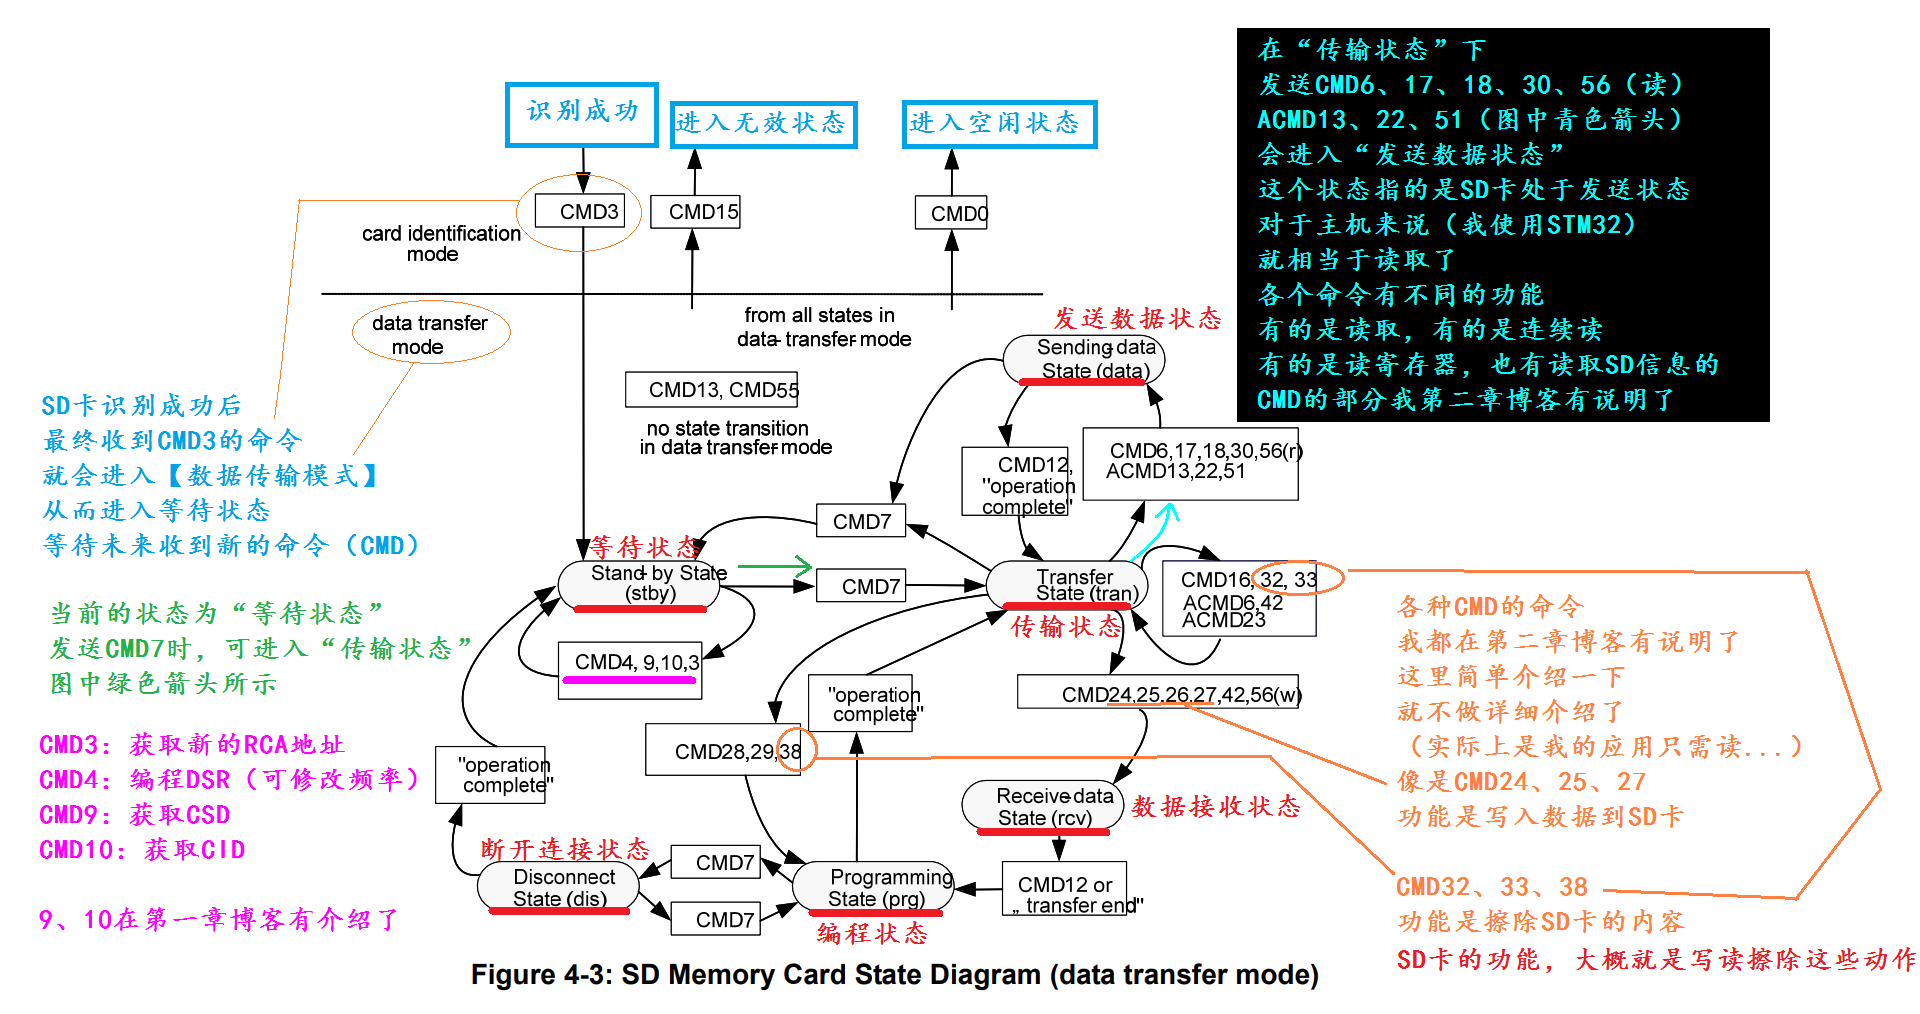 识别成功
进入无效状态
进入空闲状态
CMD3
CMD15
CMD0
card identification
mode
data transfer
mode
from all states in
data-transfer mode
CMD13, CMD55
no state transition
in data transfer mode
发送数据状态
Sending-data
State (data)
CMD12,
"operation
complete"
CMD6,17,18,30,56(r)
ACMD13,22,51
CMD7
等待状态
Stand-by State
(stby)
CMD7
Transfer
State (tran)
传输状态
CMD16, 32, 33
ACMD6,42
ACMD23
CMD4, 9,10,3
"operation
complete"
CMD24,25,26,27,42,56(w)
CMD28,29,38
"operation
complete"
Receive-data
State (rcv)
数据接收状态
断开连接状态
Disconnect
State (dis)
CMD7
CMD7
Programming
State (prg)
编程状态
CMD12 or
„ transfer end"
Figure 4-3: SD Memory Card State Diagram (data transfer mode)
SD卡识别成功后
最终收到CMD3的命令
就会进入【数据传输模式】
从而进入等待状态
等待未来收到新的命令（CMD）
当前的状态为“等待状态”
发送CMD7时，可进入“传输状态”
图中绿色箭头所示
CMD3：获取新的RCA地址
CMD4：编程DSR（可修改频率）
CMD9：获取CSD
CMD10：获取CID
9、10在第一章博客有介绍了
在“传输状态”下
发送CMD6、17、18、30、56（读）
ACMD13、22、51（图中青色箭头）
会进入“发送数据状态”
这个状态指的是SD卡处于发送状态
对于主机来说（我使用STM32）
就相当于读取了
各个命令有不同的功能
有的是读取，有的是连续读
有的是读寄存器，也有读取SD信息的
CMD的部分我第二章博客有说明了
各种CMD的命令
我都在第二章博客有说明了
这里简单介绍一下
就不做详细介绍了
（实际上是我的应用只需读...）
像是CMD24、25、27
功能是写入数据到SD卡
CMD32、33、38
功能是擦除SD卡的内容
SD卡的功能，大概就是写读擦除这些动作